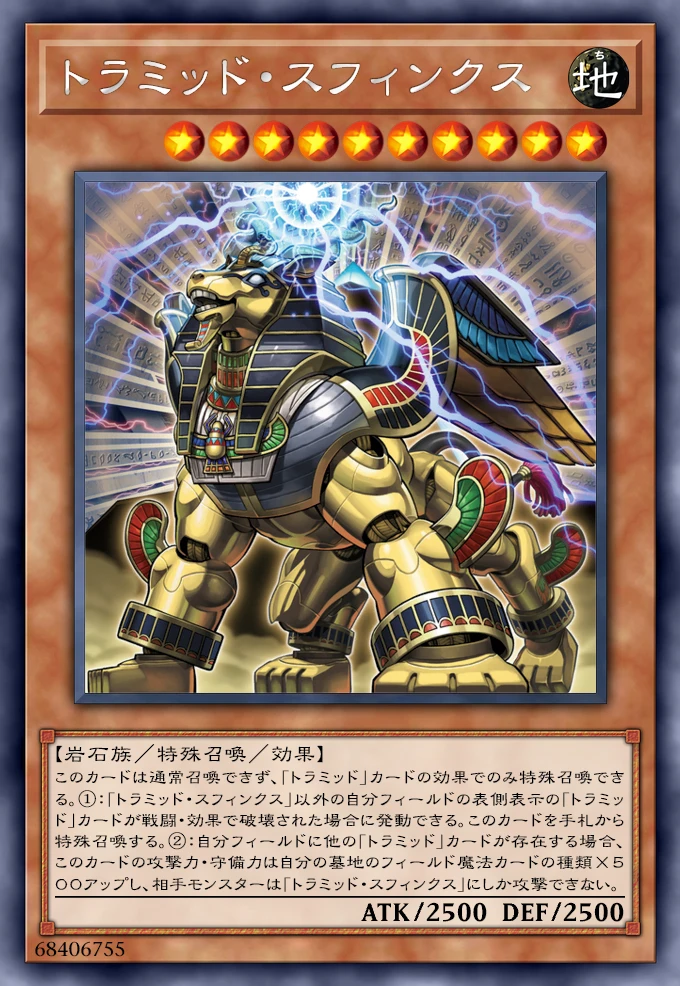 トラミッド・スフィンクス
ち
地
【岩石族／特殊召喚／効果】
このカードは通常召喚できず、「トラミッド」カードの効果でのみ特殊召喚でき
る。①：「トラミッド・スフィンクス」以外の自分フィールドの表側表示の「トラミッ
ド」カードが戦闘・効果で破壊された場合に発動できる。このカードを手札から
特殊召喚する。②：自分フィールドに他の「トラミッド」カードが存在する場合、
このカードの攻撃力・守備力は自分の墓地のフィールド魔法カードの種類×５
００アップし、相手モンスターは「トラミッド・スフィンクス」にしか攻撃できない。
ATK/2500 DEF/2500
68406755